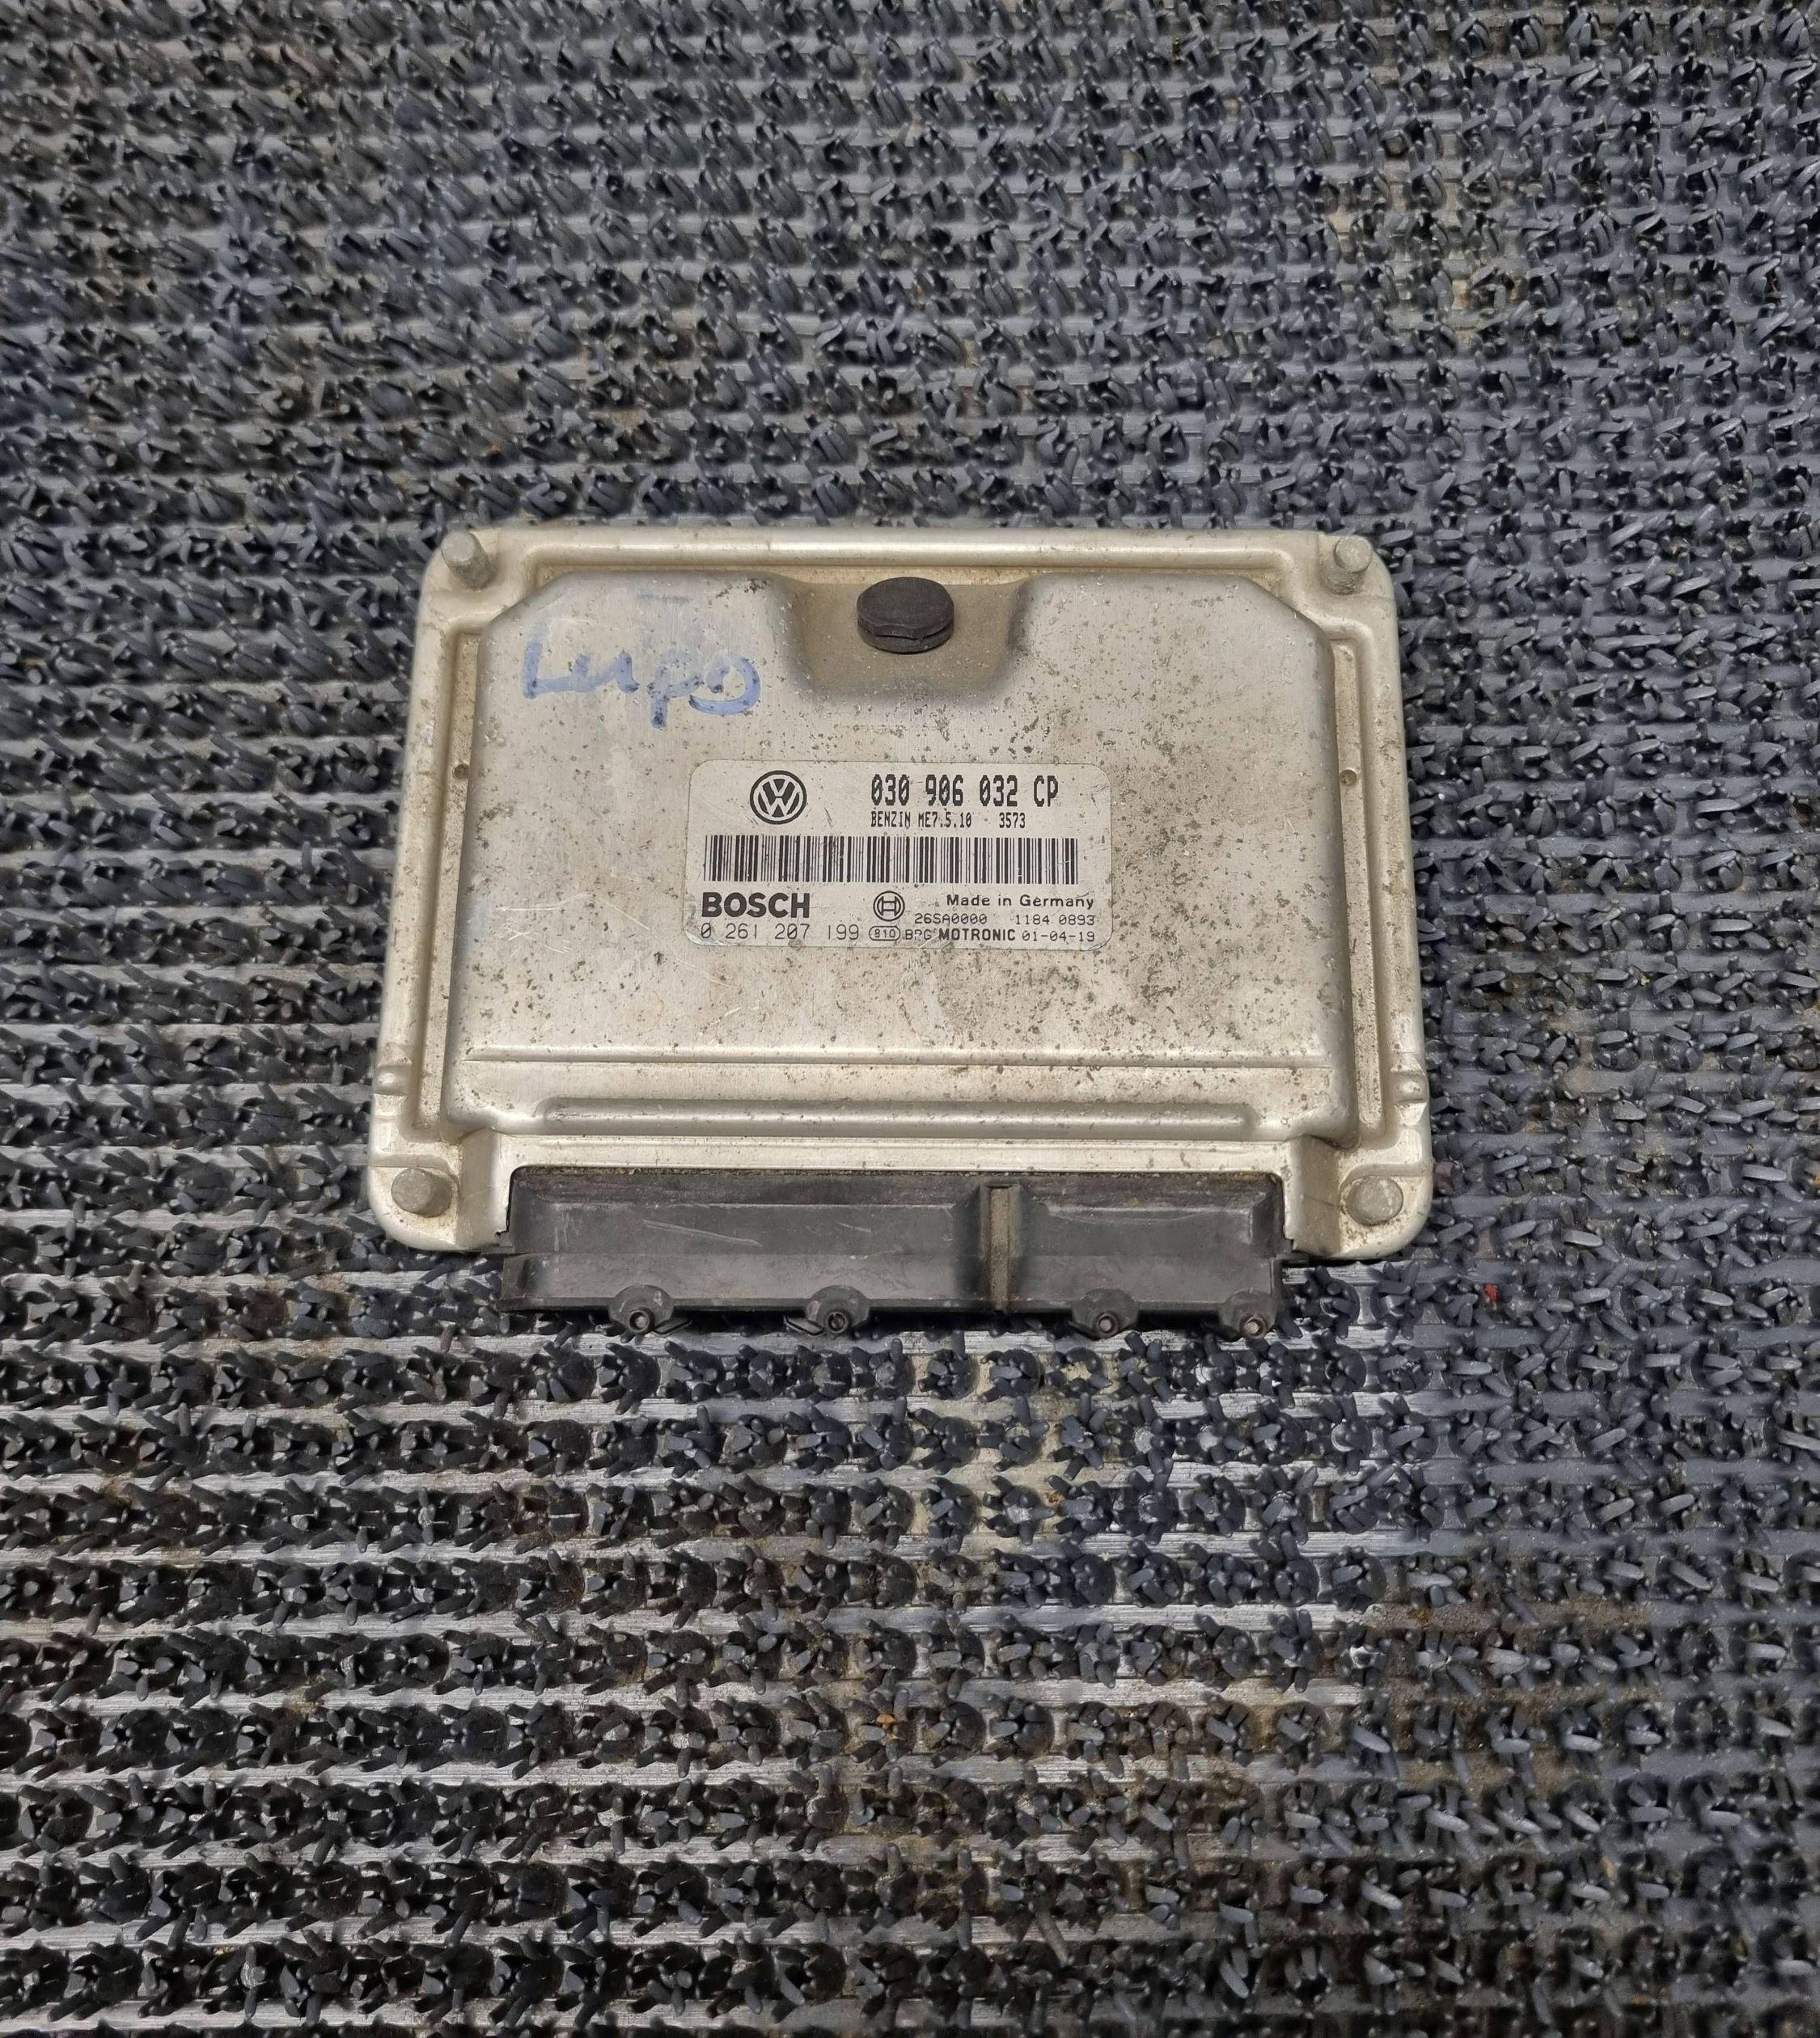 Lupo
030 906 032 CP
BENZIN ME7.5.10 - 3573
BOSCH
Made in Germany
26SA0000 1184 0893
0 261 207 199 810 MOTRONIC 01-04-19